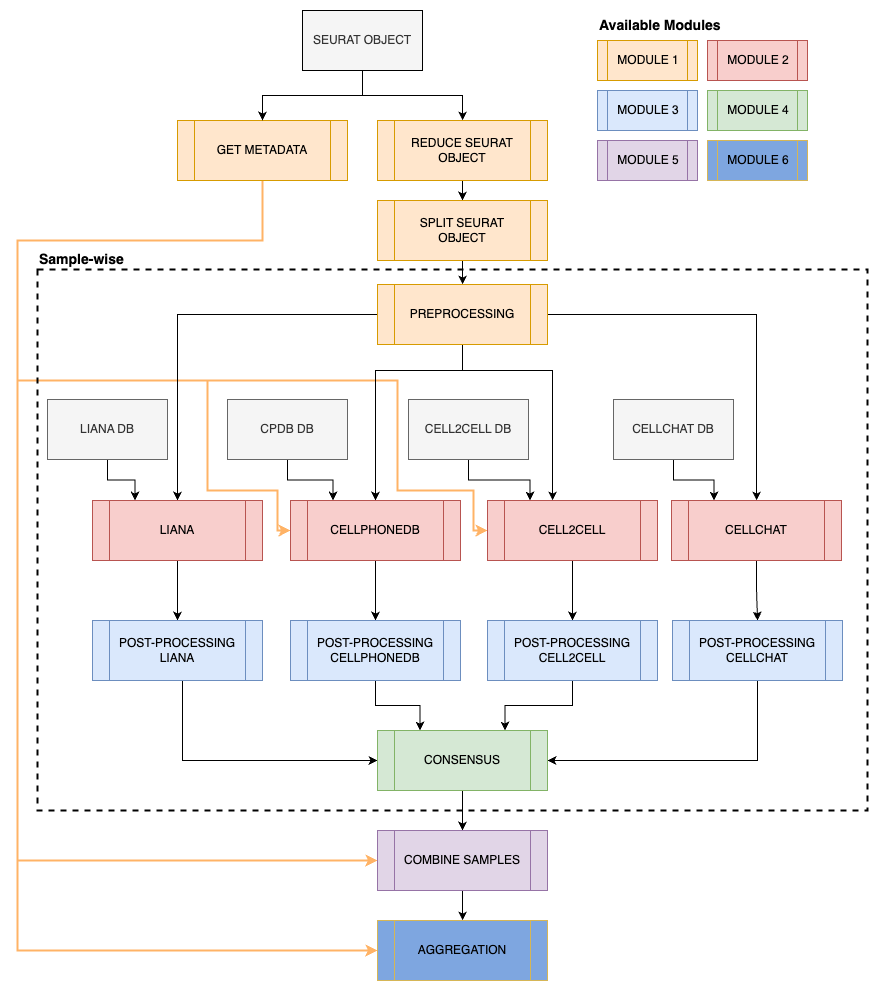 SEURAT OBJECT
Available Modules
MODULE 1
MODULE 2
MODULE 3
MODULE 4
MODULE 5
MODULE 6
GET METADATA
REDUCE SEURAT
OBJECT
SPLIT SEURAT
OBJECT
Sample-wise
PREPROCESSING
LIANA DB
CPDB DB
CELL2CELL DB
CELLCHAT DB
LIANA
CELLPHONEDB
CELL2CELL
CELLCHAT
POST-PROCESSING
LIANA
POST-PROCESSING
CELLPHONEDB
POST-PROCESSING
CELL2CELL
POST-PROCESSING
CELLCHAT
CONSENSUS
COMBINE SAMPLES
AGGREGATION